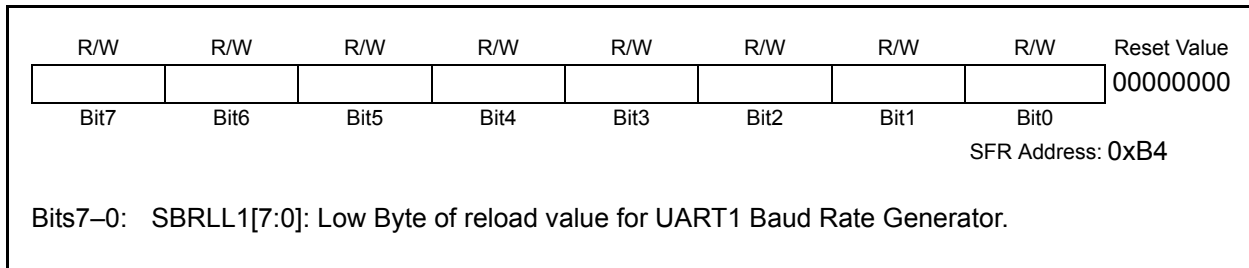 R/W R/W R/W R/W R/W R/W R/W R/W Reset Value
00000000
Bit7 Bit6 Bit5 Bit4 Bit3 Bit2 Bit1 Bit0
SFR Address: 0xB4
Bits7–0: SBRLL1[7:0]: Low Byte of reload value for UART1 Baud Rate Generator.